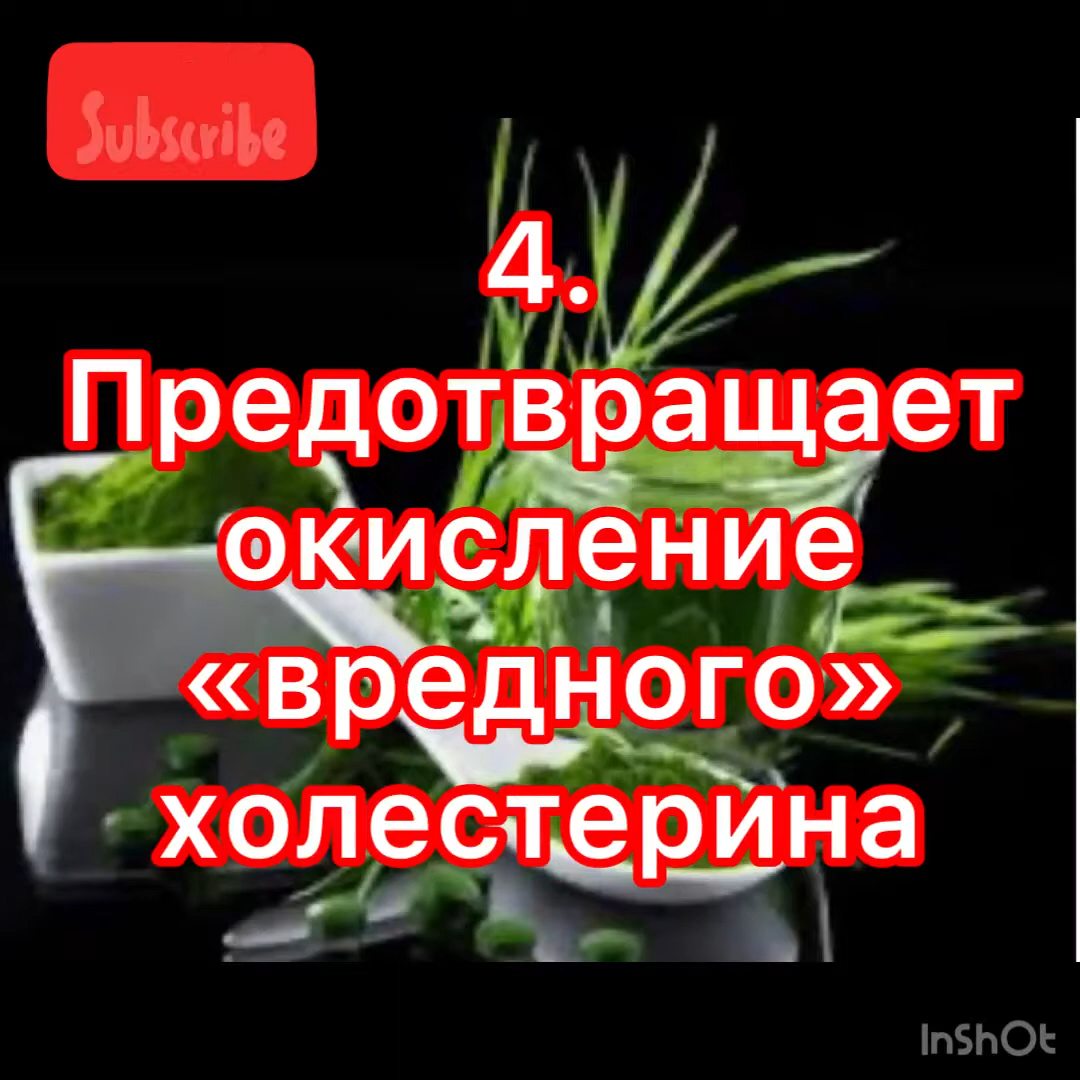 Subscribe
4.
Предотвращает
окисление
«вредного»
холестерина
InShOt